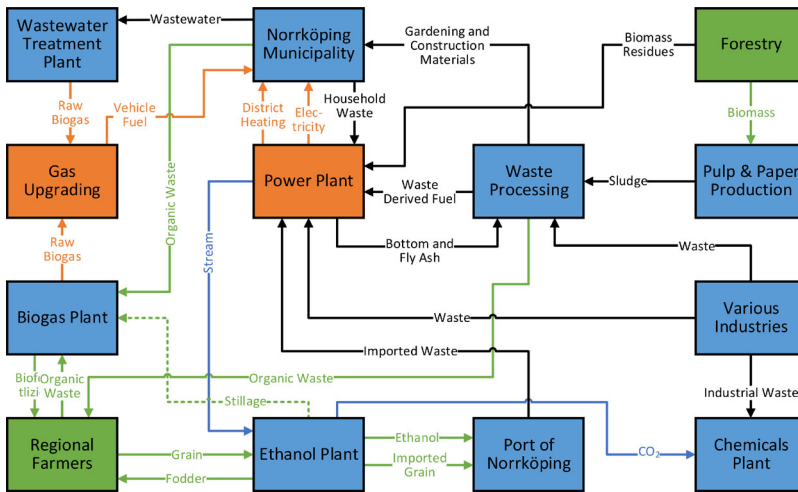 Wastewater
Treatment
Plant
Wastewater
Norrköping
Municipality
Gardening and
Construction
Materials
Biomass
Residues
Forestry
Raw
Biogas
Vehicle
Fuel
District
Heating
Elec-
tricity
Household
Waste
Biomass
Gas
Upgrading
Organic Waste
Power Plant
Waste
Derived Fuel
Waste
Processing
Sludge
Pulp & Paper
Production
Raw
Biogas
Stream
Bottom and
Fly Ash
Waste
Biogas Plant
Waste
Various
Industries
Imported Waste
Biofe
tlizi
Organic
Waste
Organic Waste
Stillage
Industrial Waste
Regional
Farmers
Grain
Fodder
Ethanol Plant
Ethanol
Imported
Grain
Port of
Norrköping
CO₂
Chemicals
Plant